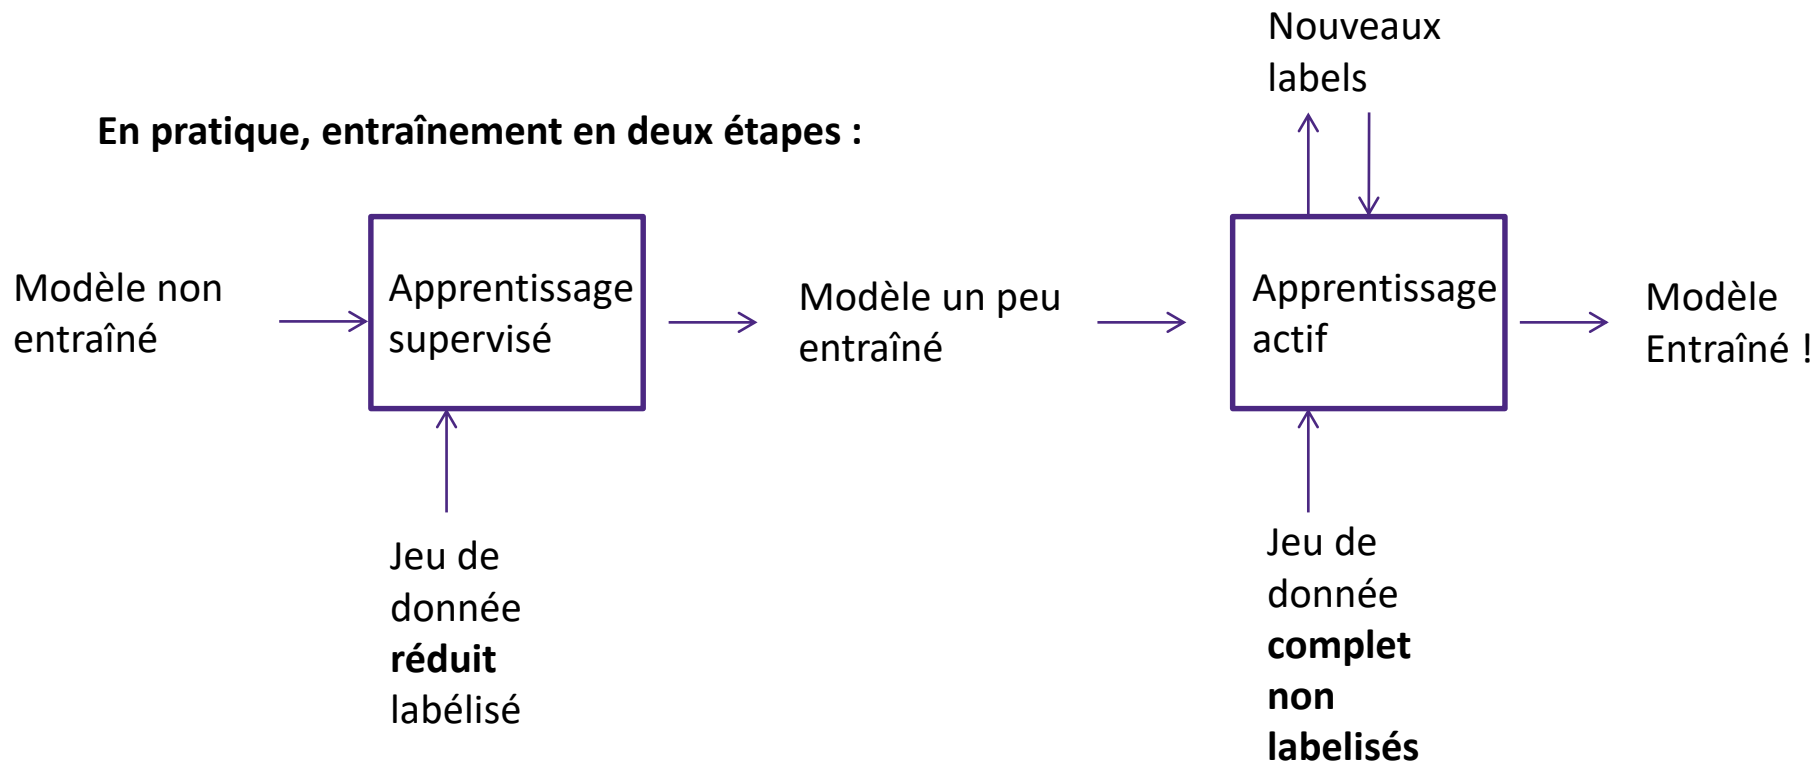 Nouveaux
labels
En pratique, entraînement en deux étapes :
Modèle non
entraîné
Apprentissage
supervisé
Modèle un peu
entraîné
Apprentissage
actif
Modèle
Entraîné !
Jeu de
donnée
réduit
labélisé
Jeu de
donnée
complet
non
labelisés